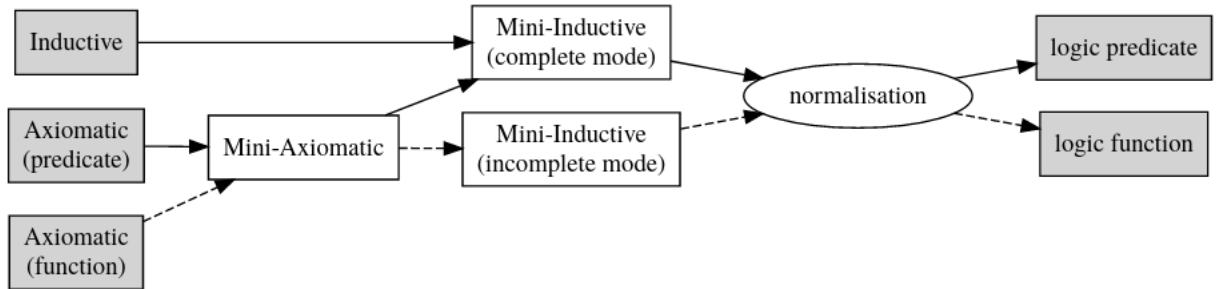 Inductive
Axiomatic
(predicate)
Axiomatic
(function)
Mini-Axiomatic
Mini-Inductive
(complete mode)
Mini-Inductive
(incomplete mode)
normalisation
logic predicate
logic function